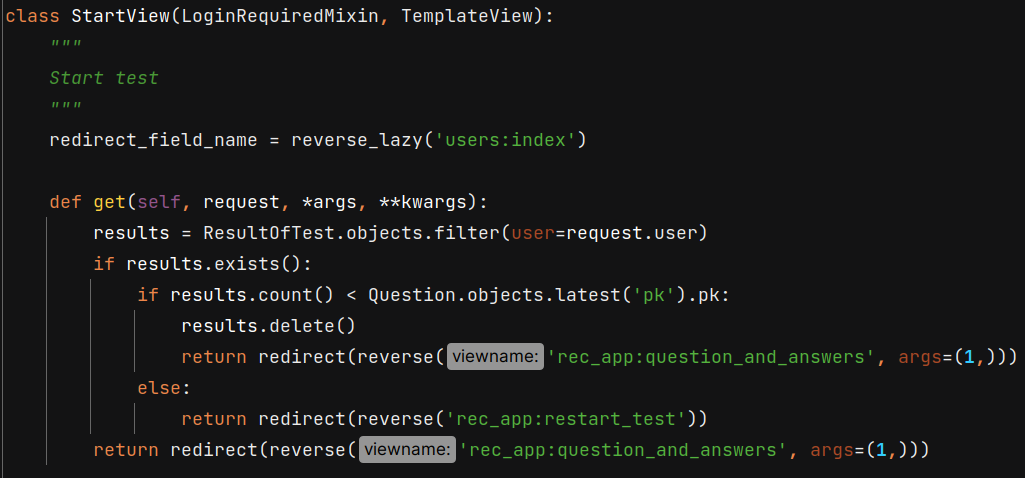 class StartView(LoginRequiredMixin, TemplateView):
    """
    Start test
    """
    redirect_field_name = reverse_lazy('users:index')

    def get(self, request, *args, **kwargs):
        results = ResultOfTest.objects.filter(user=request.user)
        if results.exists():
            if results.count() < Question.objects.latest('pk').pk:
                results.delete()
                return redirect(reverse( viewname: 'rec_app:question_and_answers', args=(1,)))
            else:
                return redirect(reverse('rec_app:restart_test'))
        return redirect(reverse( viewname: 'rec_app:question_and_answers', args=(1,)))